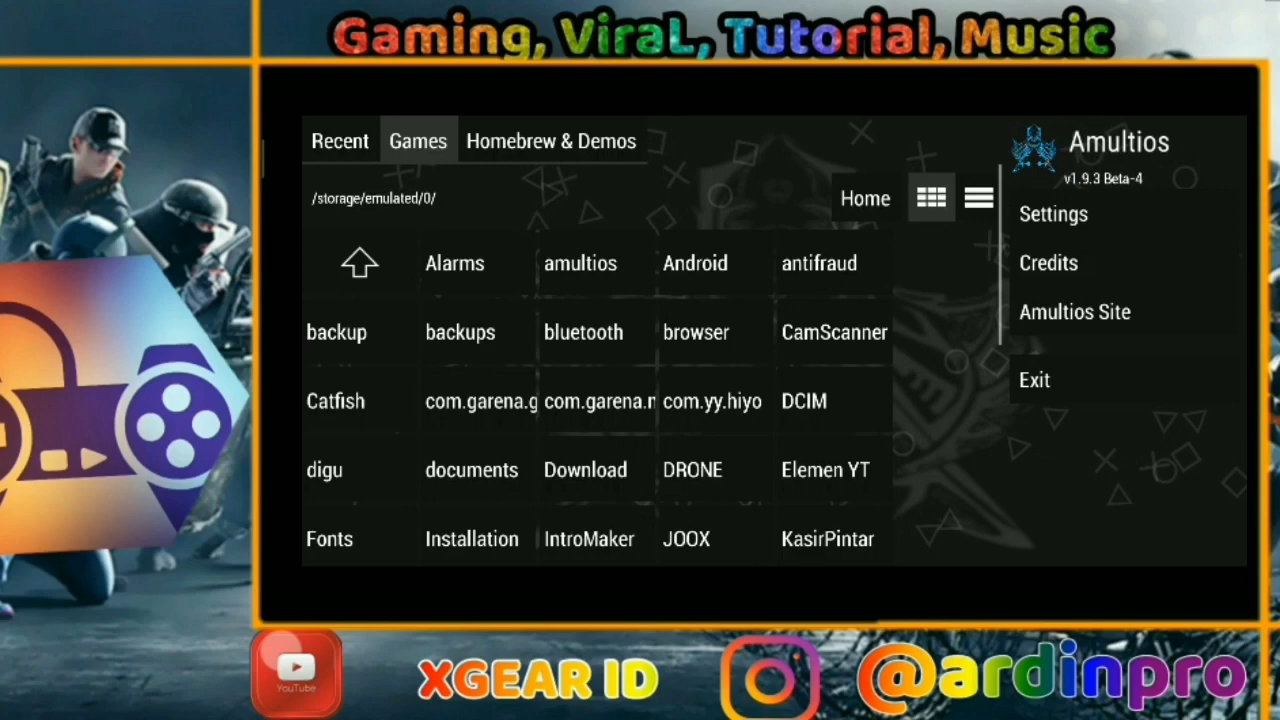 Gaming, ViraL, Tutorial, Music
Recent Games Homebrew & Demos
/storage/emulated/0/
Home
Alarms amultios Android antifraud
backup backups bluetooth browser CamScanner
Catfish com.garena.g com.garena.r com.yy.hiyo DCIM
digu documents Download DRONE Elemen YT
Fonts Installation IntroMaker JOOX KasirPintar
Amultios
v1.9.3 Beta-4
Settings
Credits
Amultios Site
Exit
YouTube
XGEAR ID
@ardinpro